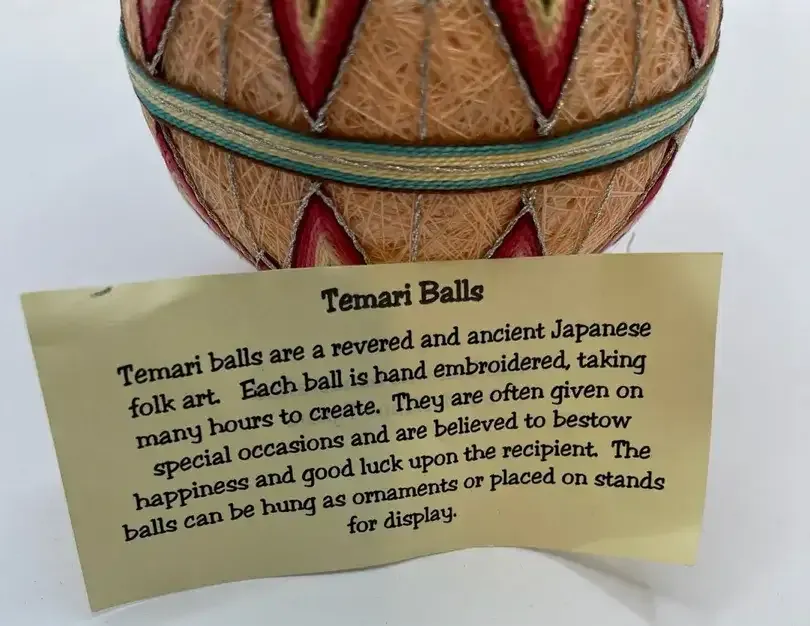 Temari Balls
Temari balls are a revered and ancient Japanese
folk art. Each ball is hand embroidered, taking
many hours to create. They are often given on
special occasions and are believed to bestow
happiness and good luck upon the recipient. The
balls can be hung as ornaments or placed on stands
for display.